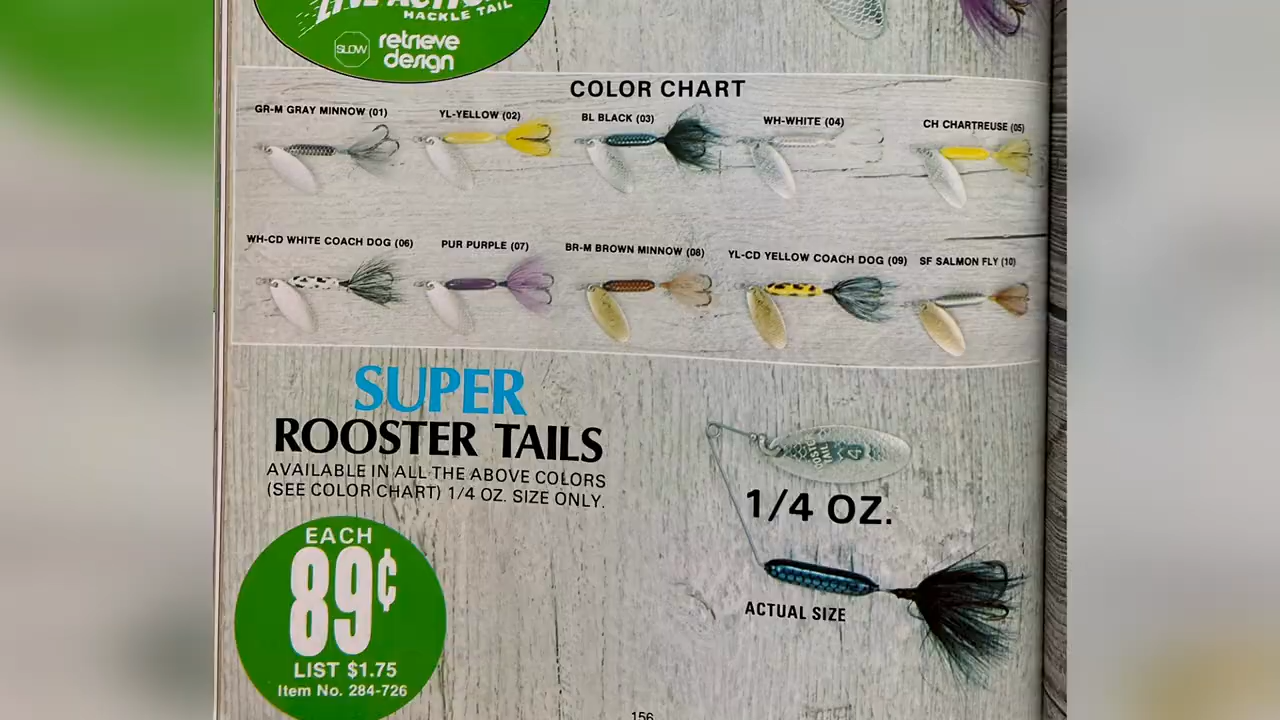 LIVE ACTION
HACKLE TAIL
SLOW
retrieve
design
COLOR CHART
GR-M GRAY MINNOW (01)
YL-YELLOW (02)
BL BLACK (03)
WH-WHITE (04)
CH CHARTREUSE (05)
WH-CD WHITE COACH DOG (06)
PUR PURPLE (07)
BR-M BROWN MINNOW (08)
YL-CD YELLOW COACH DOG (09)
SF SALMON FLY (10)
SUPER
ROOSTER TAILS
AVAILABLE IN ALL THE ABOVE COLORS
(SEE COLOR CHART) 1/4 OZ. SIZE ONLY.
4
1/4 OZ.
ACTUAL SIZE
EACH
89¢
LIST $1.75
Item No. 284-726
156